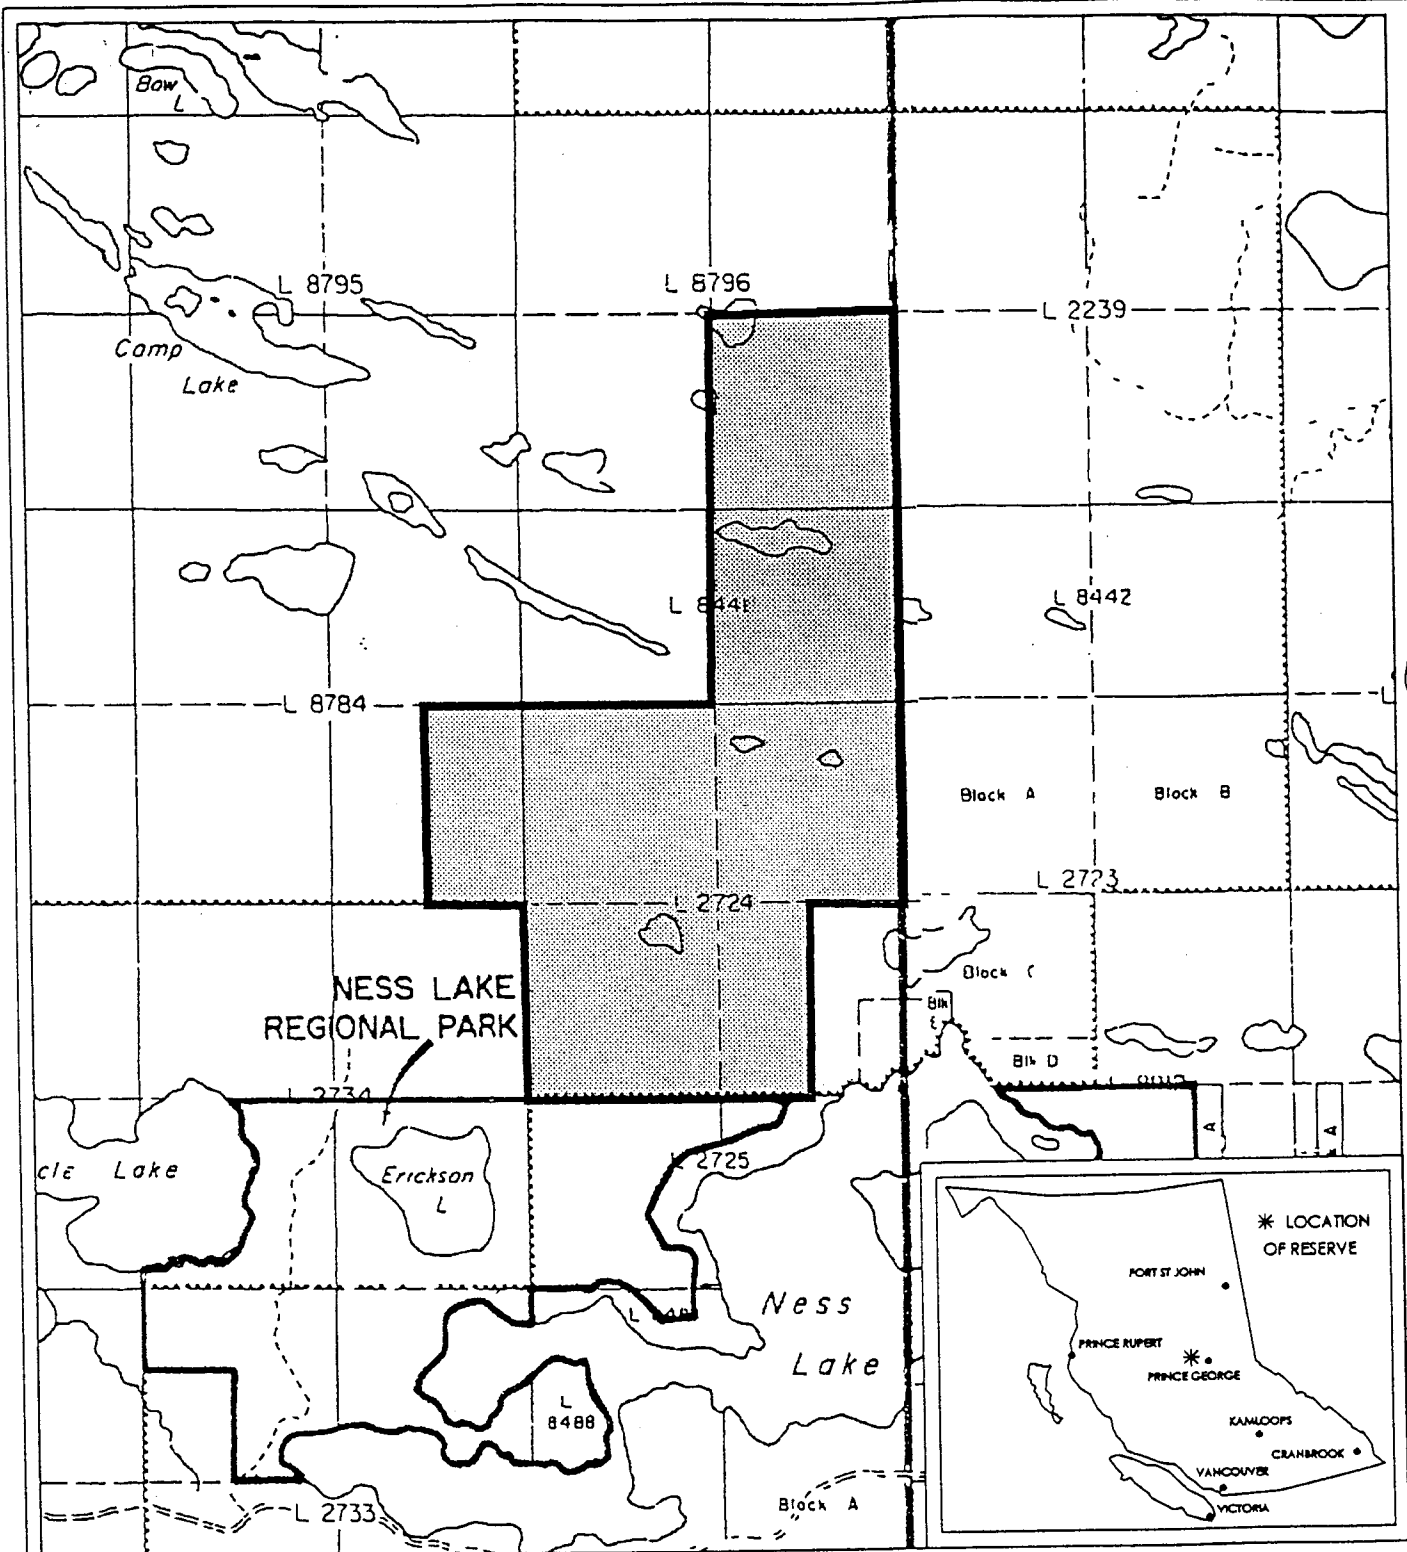 Bow
L
L 8795
L 8796
L 2239
Camp
Lake
L 8442
L 8784
Block A
Block B
L 2723
L 2724
Block C
NESS LAKE
REGIONAL PARK
Blk
E
Blk D
L 2734
A
A
Lake
Erickson
L
L 2725
Ness
Lake
L
8488
L 2733
Block A
✳ LOCATION
OF RESERVE
FORT ST JOHN
PRINCE RUPERT
PRINCE GEORGE
KAMLOOPS
CRANBROOK
VANCOUVER
VICTORIA